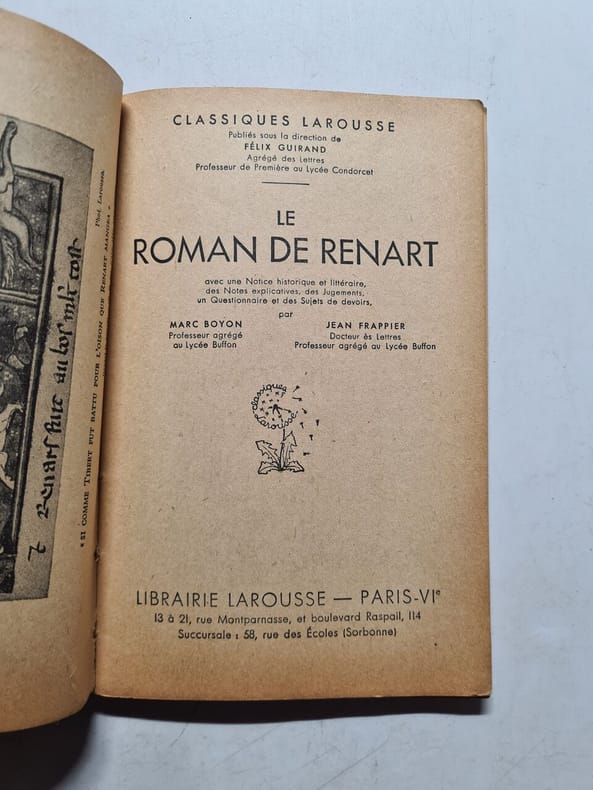 Phot. Larousse.
« SI COMME TIBERT FUT BATTU POUR L'OISON QUE RENART MANGEA »
CLASSIQUES LAROUSSE
Publiés sous la direction de
FÉLIX GUIRAND
Agrégé des Lettres
Professeur de Première au Lycée Condorcet
LE
ROMAN DE RENART
avec une Notice historique et littéraire,
des Notes explicatives, des Jugements,
un Questionnaire et des Sujets de devoirs,
par
MARC BOYON
Professeur agrégé
au Lycée Buffon
JEAN FRAPPIER
Docteur ès Lettres
Professeur agrégé au Lycée Buffon
classiques
Larousse
LIBRAIRIE LAROUSSE — PARIS-VIe
13 à 21, rue Montparnasse, et boulevard Raspail, 114
Succursale : 58, rue des Écoles (Sorbonne)